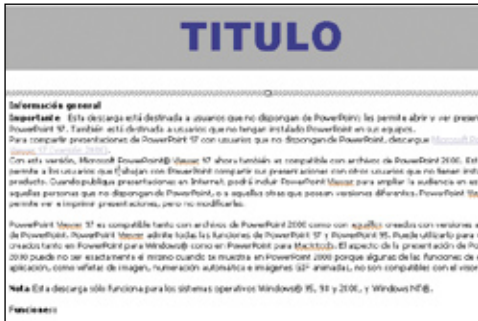 TITULO
Información general
Importante Esta descarga está destinada a usuarios que no dispongan de PowerPoint: les permite abrir y ver
PowerPoint 97. También está destinada a usuarios que no tengan instalado PowerPoint en sus equipos.
Para compartir presentaciones de PowerPoint 97 con usuarios que no dispongan de PowerPoint, descargue
Viewer 97
Con esta versión, Microsoft PowerPoint® Viewer 97 ahora también es compatible con archivos de PowerPoint 2000.
permite a los usuarios que trabajan con PowerPoint compartir sus presentaciones con otros usuarios que no tienen
producto. Cuando publique presentaciones en Internet, podrá incluir PowerPoint Viewer para ampliar la audiencia en
aquellas personas que no dispongan de PowerPoint, o a aquellas otras que posean versiones diferentes. PowerPoint
permite ver e imprimir presentaciones, pero no modificarlas.
PowerPoint Viewer 97 es compatible tanto con archivos de PowerPoint 2000 como con aquellos creados con versiones
de PowerPoint. PowerPoint Viewer admite todas las funciones de PowerPoint 97 y PowerPoint 95. Puede utilizarlo para
creados tanto en PowerPoint para Windows® como en PowerPoint para Macintosh. El aspecto de la presentación de
2000 puede no ser exactamente el mismo cuando se muestra en PowerPoint 2000 porque algunas de las funciones de
aplicación, como viñetas de imagen, numeración automática e imágenes GIF animadas, no son compatibles con el
Nota Esta descarga sólo funciona para los sistemas operativos Windows® 95, 98 y 2000, y Windows NT®.
Funciones: